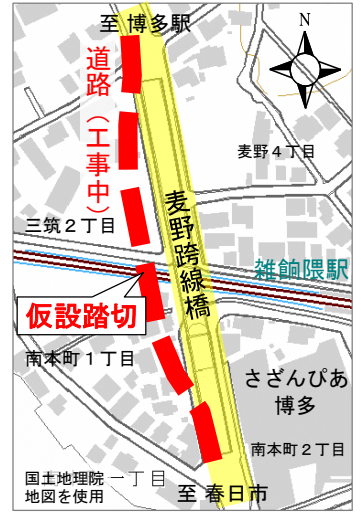 至 博多駅
N
道路（工事中）
麦野４丁目
麦野跨線橋
三筑２丁目
雑餉隈駅
仮設踏切
南本町１丁目
さざんぴあ
博多
南本町２丁目
国土地理院
地図を使用
一丁目
至 春日市